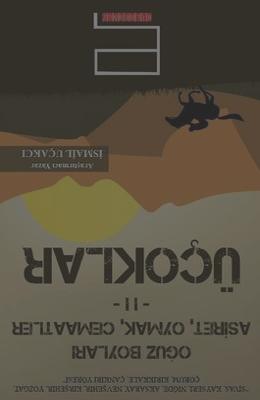 "SİVAS, KAYSERİ, NİĞDE, AKSARAY, NEVŞEHİR, KIRŞEHİR, YOZGAT,
ÇORUM, KIRIKKALE, ÇANKIRI YÖRESİ"
OĞUZ BOYLARI
AŞİRET, OYMAK, CEMAATLER
-II-
ÜÇOKLAR
Araştırmacı Yazar
İSMAİL UÇAKCI